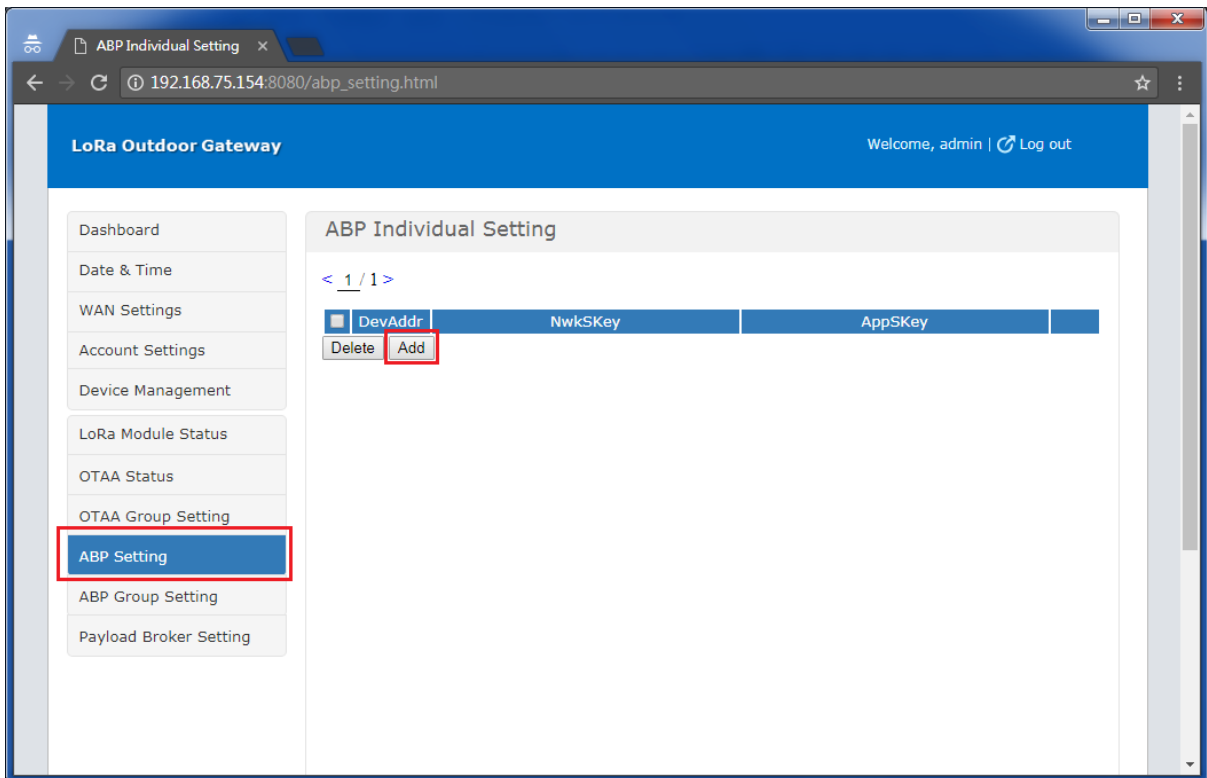 ABP Individual Setting
192.168.75.154:8080/abp_setting.html
LoRa Outdoor Gateway
Welcome, admin | Log out
Dashboard
Date & Time
WAN Settings
Account Settings
Device Management
LoRa Module Status
OTAA Status
OTAA Group Setting
ABP Setting
ABP Group Setting
Payload Broker Setting
ABP Individual Setting
< 1 / 1 >
DevAddr NwkSKey AppSKey
Delete Add